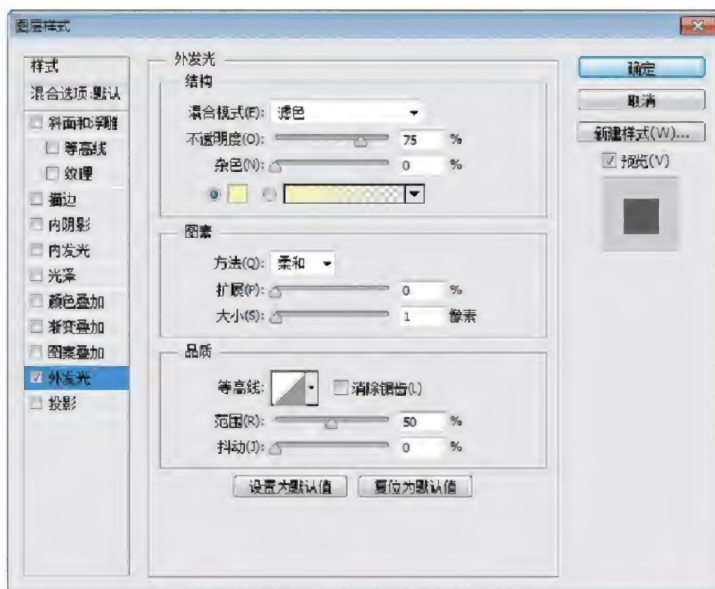 图层样式
样式
混合选项:默认
斜面和浮雕
等高线
纹理
描边
内阴影
内发光
光泽
颜色叠加
渐变叠加
图案叠加
外发光
投影
外发光
结构
混合模式(E): 滤色
不透明度(O): 75 %
杂色(N): 0 %
图素
方法(Q): 柔和
扩展(P): 0 %
大小(S): 1 像素
品质
等高线: 消除锯齿(L)
范围(R): 50 %
抖动(J): 0 %
设置为默认值 复位为默认值
确定
取消
新建样式(W)...
预览(V)